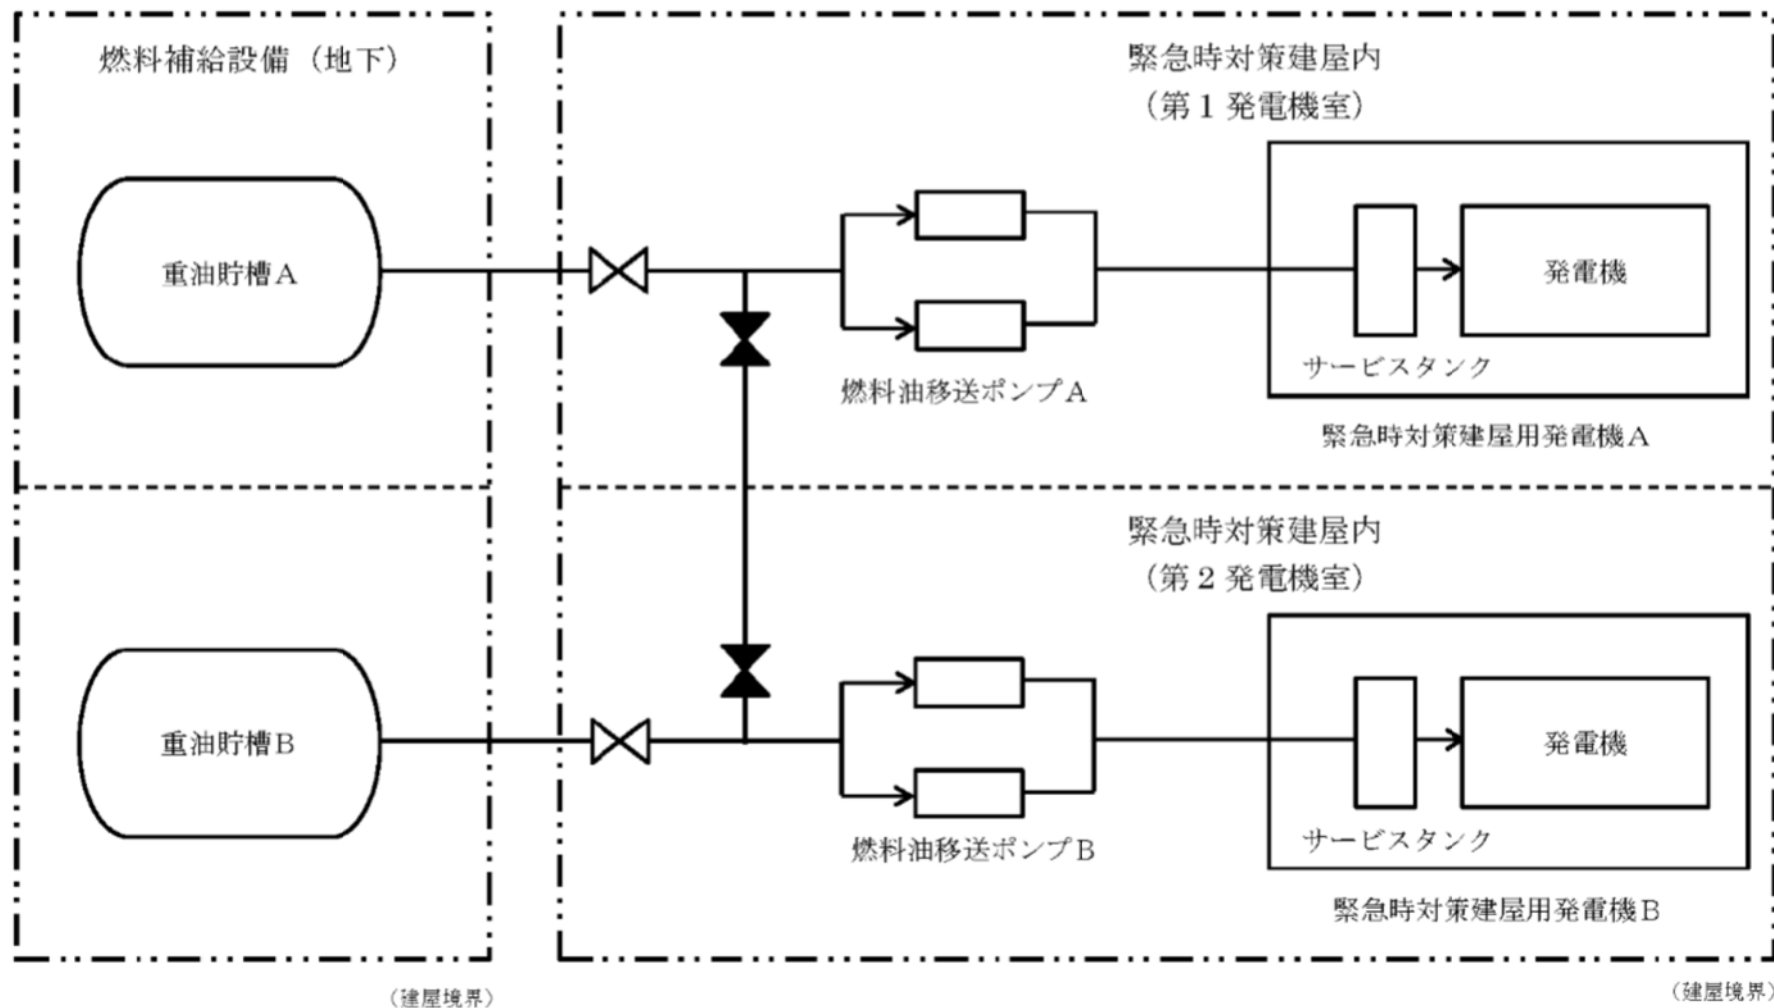 燃料補給設備（地下）
緊急時対策建屋内
（第1発電機室）
重油貯槽A
発電機
サービスタンク
燃料油移送ポンプA
緊急時対策建屋用発電機A
緊急時対策建屋内
（第2発電機室）
重油貯槽B
発電機
サービスタンク
燃料油移送ポンプB
緊急時対策建屋用発電機B
（建屋境界）
（建屋境界）